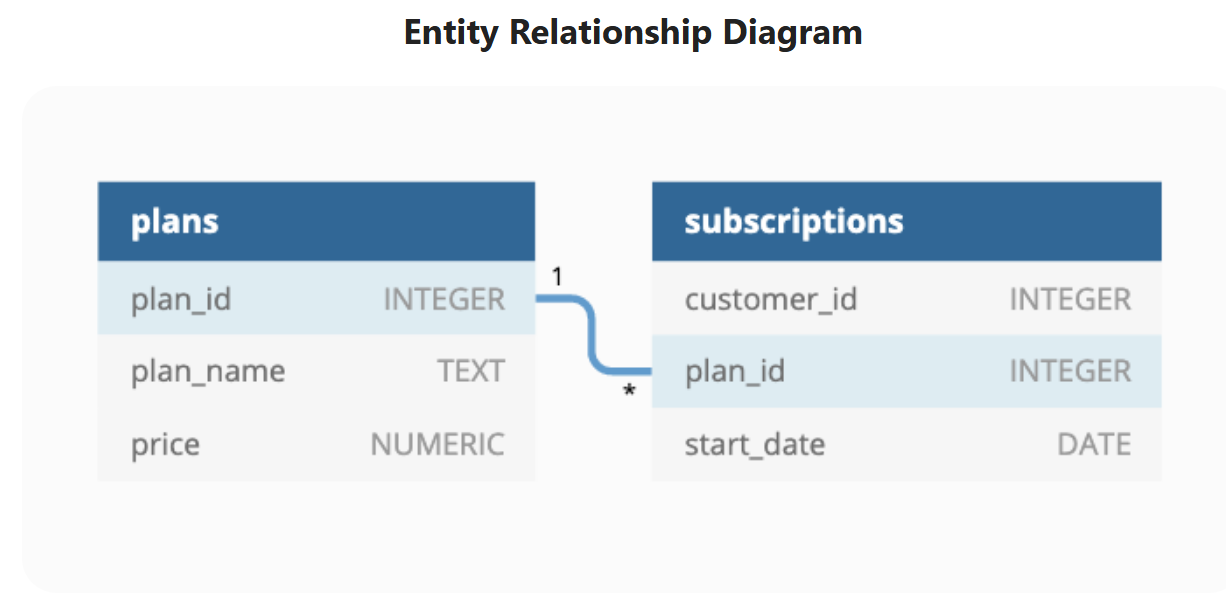 Entity Relationship Diagram
plans
plan_id INTEGER
plan_name TEXT
price NUMERIC
1
*
subscriptions
customer_id INTEGER
plan_id INTEGER
start_date DATE